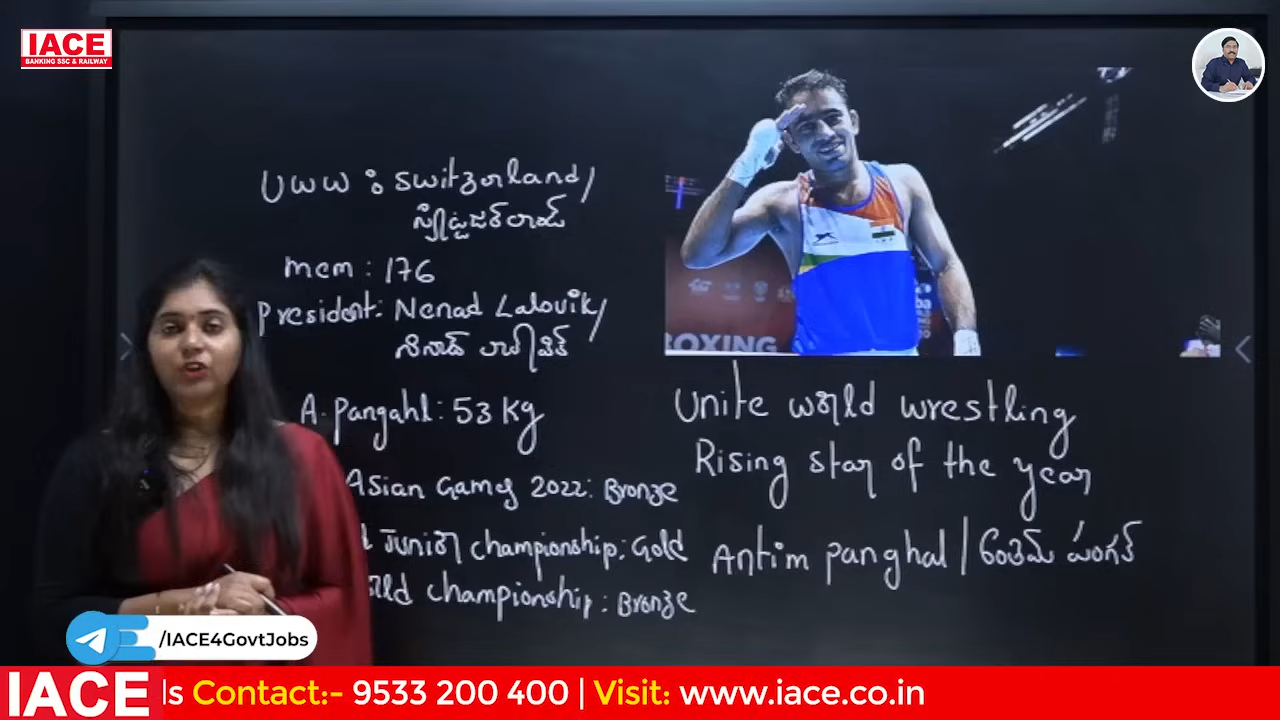 IACE
BANKING SSC & RAILWAY
UWW : Switzerland/
స్విట్జర్లాండ్
mem : 176
President: Nenad Lalovik/
నినాడ్ లాలోవిక్
A. Pangahl: 53 Kg
Asian Games 2022: Bronze
Junior championship: Gold
championship: Bronze
BOXING
Unite world wrestling
Rising star of the year
Antim panghal/అంతిమ్ పంగల్
/IACE4GovtJobs
IACE ls Contact:- 9533 200 400 | Visit: www.iace.co.in